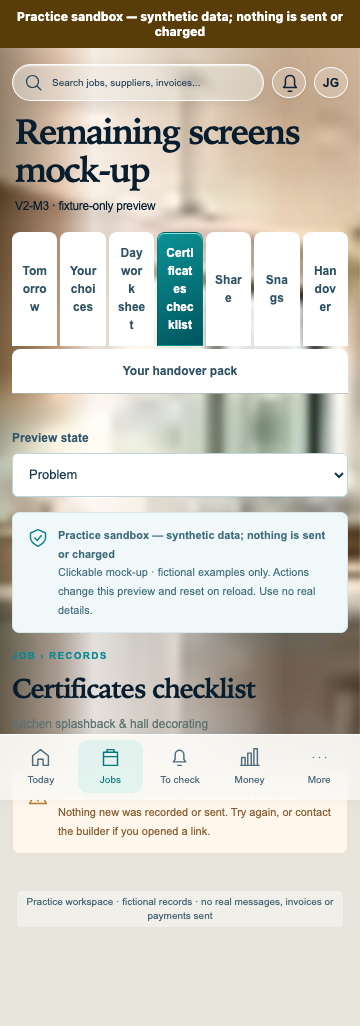 Practice sandbox — synthetic data; nothing is sent or
charged
Search jobs, suppliers, invoices...
JG
Remaining screens
mock-up
V2-M3 · fixture-only preview
Tom
orro
w
Your
choi
ces
Day
wor
k
shee
t
Certi
ficat
es
chec
klist
Shar
e
Sna
gs
Han
dov
er
Your handover pack
Preview state
Problem
Practice sandbox — synthetic data; nothing is sent
or charged
Clickable mock-up · fictional examples only. Actions
change this preview and reset on reload. Use no real
details.
JOB › RECORDS
Certificates checklist
Kitchen splashback & hall decorating
Today
Jobs
To check
Money
More
Nothing new was recorded or sent. Try again, or contact
the builder if you opened a link.
Practice workspace · fictional records · no real messages, invoices or
payments sent